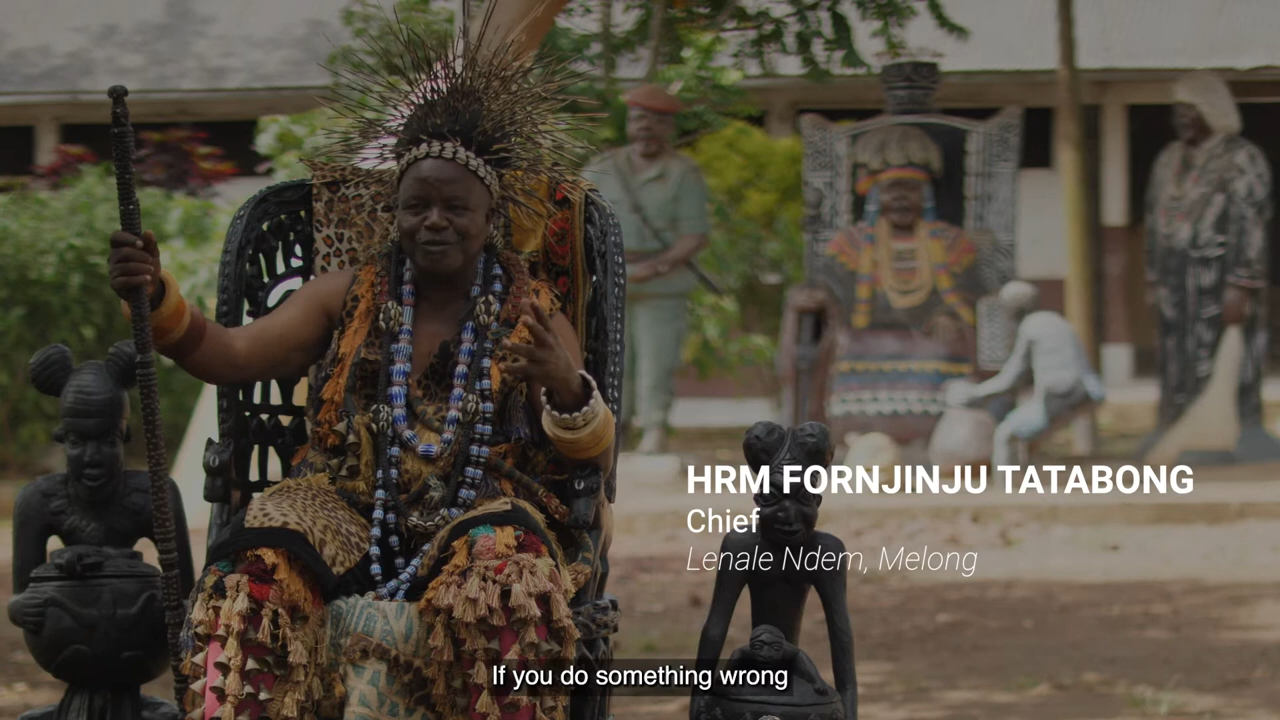 HRM FORNJINJU TATABONG
Chief
Lenale Ndem, Melong
If you do something wrong